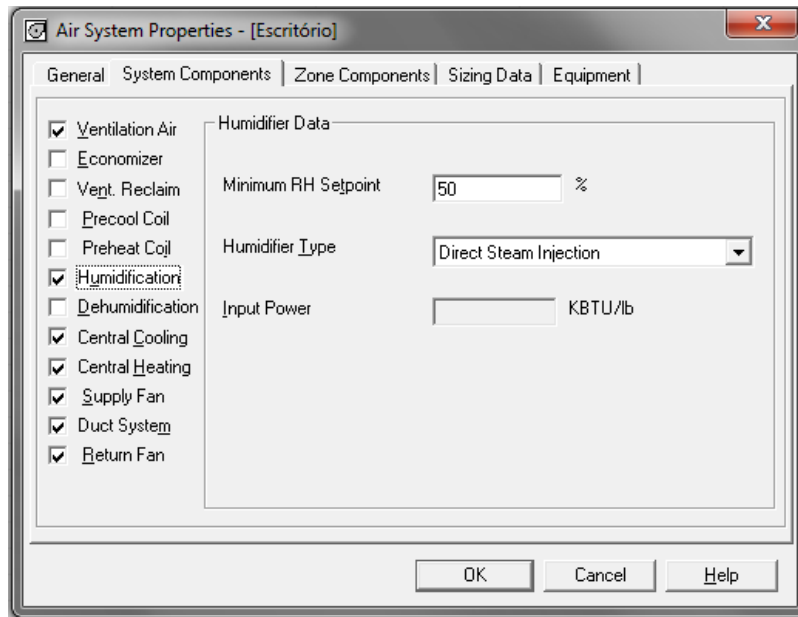 Air System Properties - [Escritório]
General
System Components
Zone Components
Sizing Data
Equipment
Ventilation Air
Economizer
Vent. Reclaim
Precool Coil
Preheat Coil
Humidification
Dehumidification
Central Cooling
Central Heating
Supply Fan
Duct System
Return Fan
Humidifier Data
Minimum RH Setpoint 50 %
Humidifier Type Direct Steam Injection
Input Power KBTU/lb
OK Cancel Help